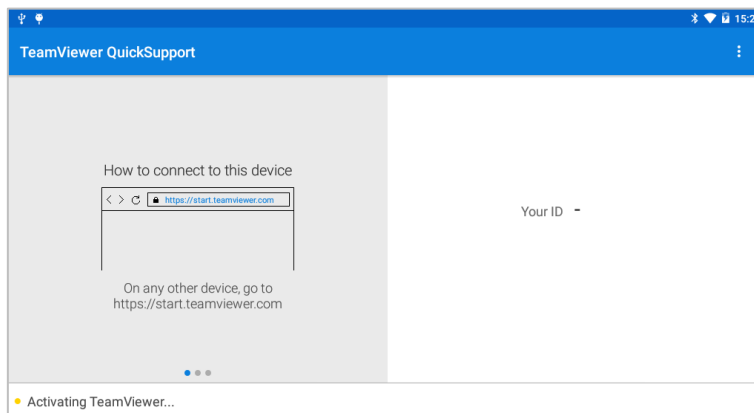 15:2
TeamViewer QuickSupport
How to connect to this device
https://start.teamviewer.com
On any other device, go to
https://start.teamviewer.com
Your ID -
Activating TeamViewer...